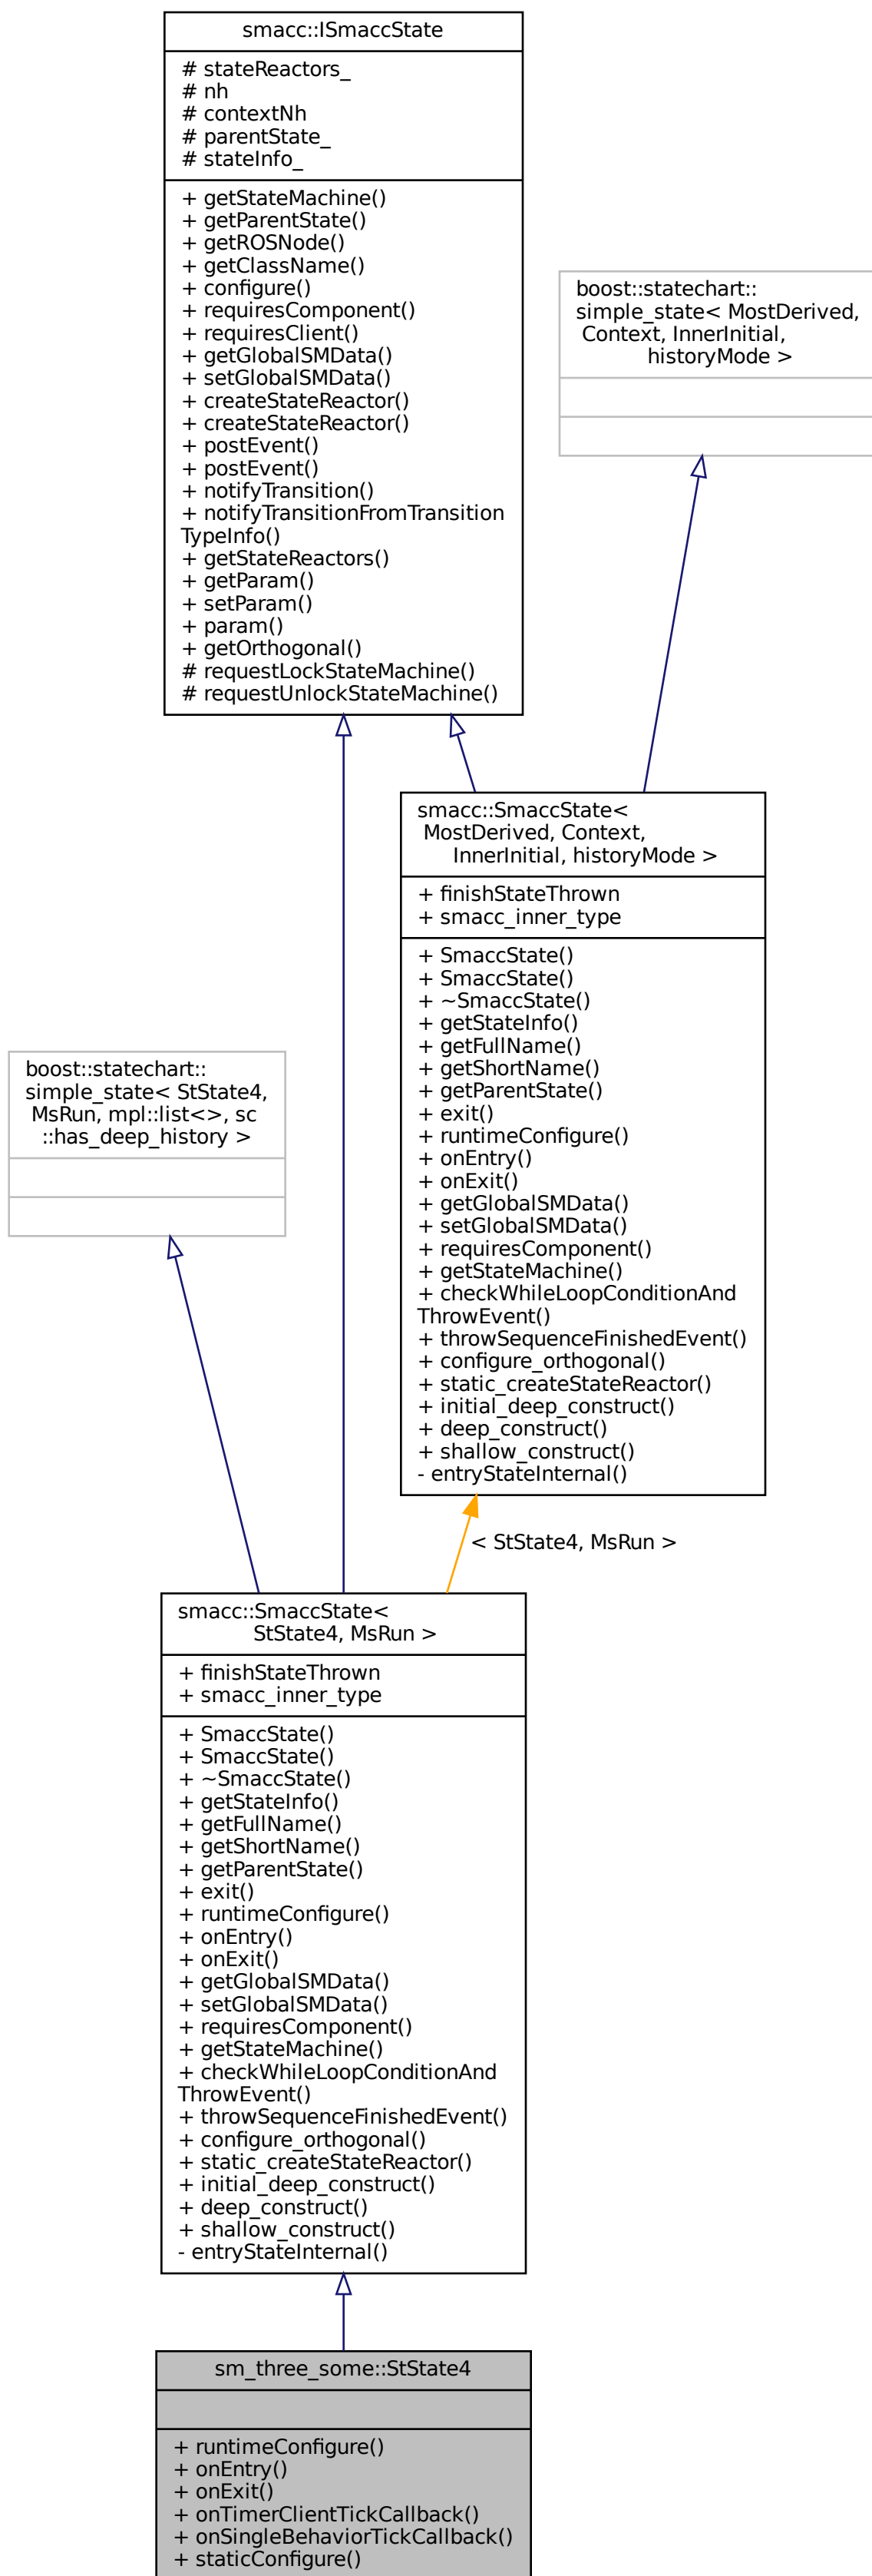 smacc::ISmaccState
# stateReactors_
# nh
# contextNh
# parentState_
# stateInfo_
+ getStateMachine()
+ getParentState()
+ getROSNode()
+ getClassName()
+ configure()
+ requiresComponent()
+ requiresClient()
+ getGlobalSMData()
+ setGlobalSMData()
+ createStateReactor()
+ createStateReactor()
+ postEvent()
+ postEvent()
+ notifyTransition()
+ notifyTransitionFromTransition
TypeInfo()
+ getStateReactors()
+ getParam()
+ setParam()
+ param()
+ getOrthogonal()
# requestLockStateMachine()
# requestUnlockStateMachine()
boost::statechart::
simple_state< MostDerived,
Context, InnerInitial,
historyMode >
smacc::SmaccState<
MostDerived, Context,
InnerInitial, historyMode >
+ finishStateThrown
+ smacc_inner_type
+ SmaccState()
+ SmaccState()
+ ~SmaccState()
+ getStateInfo()
+ getFullName()
+ getShortName()
+ getParentState()
+ exit()
+ runtimeConfigure()
+ onEntry()
+ onExit()
+ getGlobalSMData()
+ setGlobalSMData()
+ requiresComponent()
+ getStateMachine()
+ checkWhileLoopConditionAnd
ThrowEvent()
+ throwSequenceFinishedEvent()
+ configure_orthogonal()
+ static_createStateReactor()
+ initial_deep_construct()
+ deep_construct()
+ shallow_construct()
- entryStateInternal()
boost::statechart::
simple_state< StState4,
MsRun, mpl::list<>, sc
::has_deep_history >
< StState4, MsRun >
smacc::SmaccState<
StState4, MsRun >
+ finishStateThrown
+ smacc_inner_type
+ SmaccState()
+ SmaccState()
+ ~SmaccState()
+ getStateInfo()
+ getFullName()
+ getShortName()
+ getParentState()
+ exit()
+ runtimeConfigure()
+ onEntry()
+ onExit()
+ getGlobalSMData()
+ setGlobalSMData()
+ requiresComponent()
+ getStateMachine()
+ checkWhileLoopConditionAnd
ThrowEvent()
+ throwSequenceFinishedEvent()
+ configure_orthogonal()
+ static_createStateReactor()
+ initial_deep_construct()
+ deep_construct()
+ shallow_construct()
- entryStateInternal()
sm_three_some::StState4
+ runtimeConfigure()
+ onEntry()
+ onExit()
+ onTimerClientTickCallback()
+ onSingleBehaviorTickCallback()
+ staticConfigure()